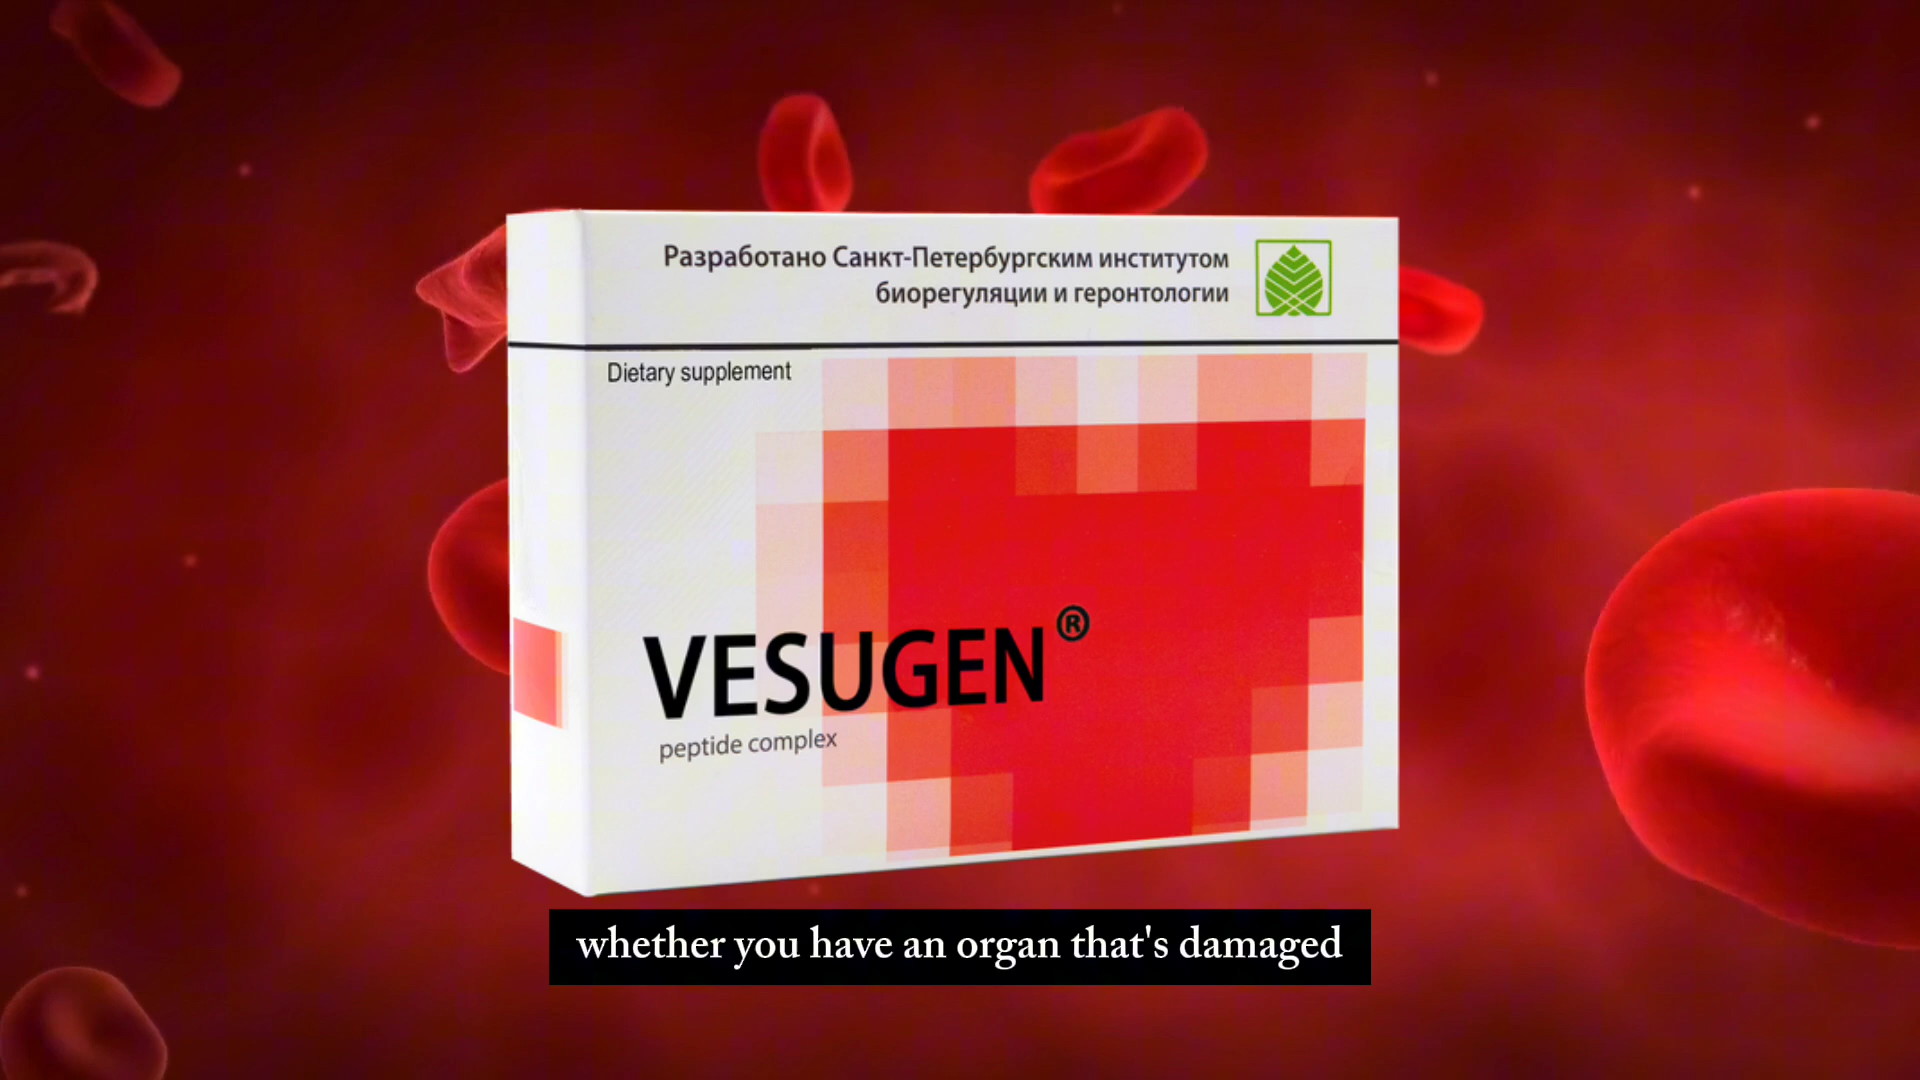 Разработано Санкт-Петербургским институтом
биорегуляции и геронтологии
Dietary supplement
VESUGEN®
peptide complex
whether you have an organ that's damaged